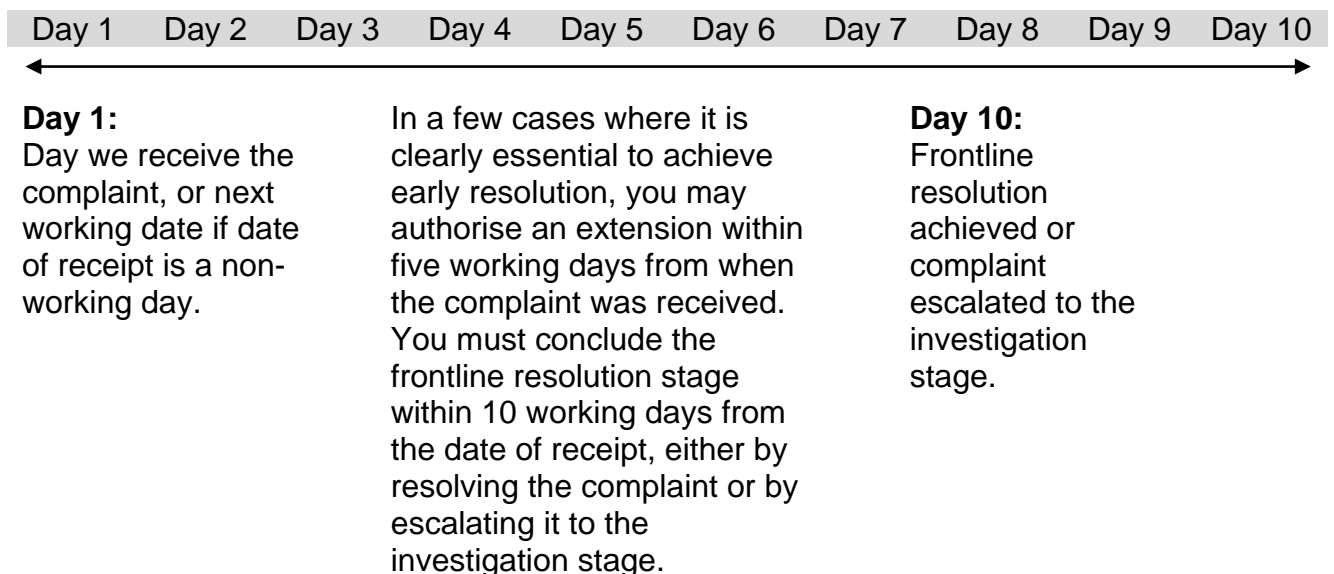 Day 1 Day 2 Day 3 Day 4 Day 5 Day 6 Day 7 Day 8 Day 9 Day 10
Day 1:
Day we receive the
complaint, or next
working date if date
of receipt is a non-
working day.
In a few cases where it is
clearly essential to achieve
early resolution, you may
authorise an extension within
five working days from when
the complaint was received.
You must conclude the
frontline resolution stage
within 10 working days from
the date of receipt, either by
resolving the complaint or by
escalating it to the
investigation stage.
Day 10:
Frontline
resolution
achieved or
complaint
escalated to the
investigation
stage.